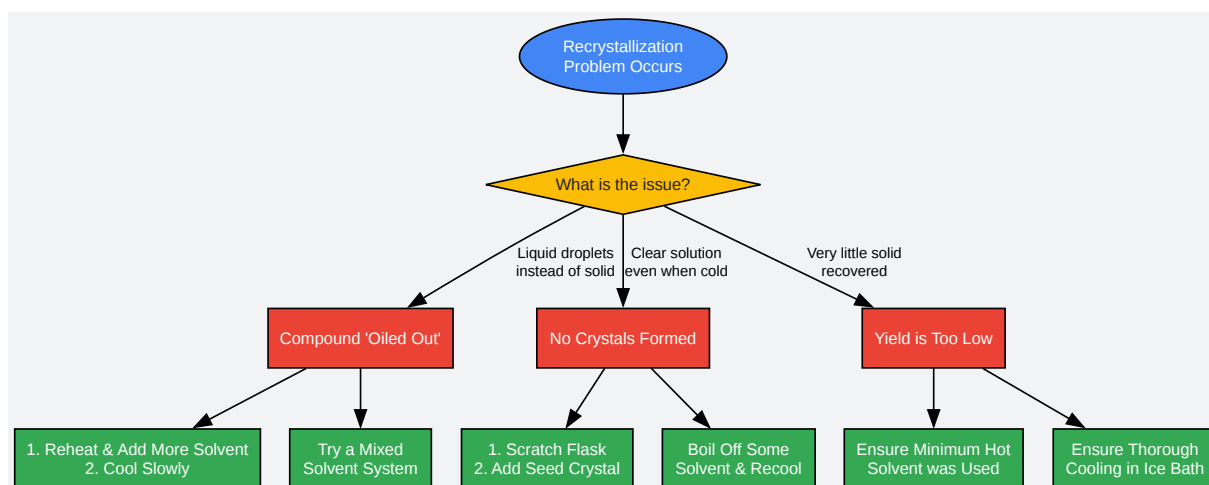 Recrystallization
Problem Occurs
What is the issue?
Liquid droplets
instead of solid
Clear solution
even when cold
Very little solid
recovered
Compound 'Oiled Out'
No Crystals Formed
Yield is Too Low
1. Reheat & Add More Solvent
2. Cool Slowly
Try a Mixed
Solvent System
1. Scratch Flask
2. Add Seed Crystal
Boil Off Some
Solvent & Recool
Ensure Minimum Hot
Solvent was Used
Ensure Thorough
Cooling in Ice Bath